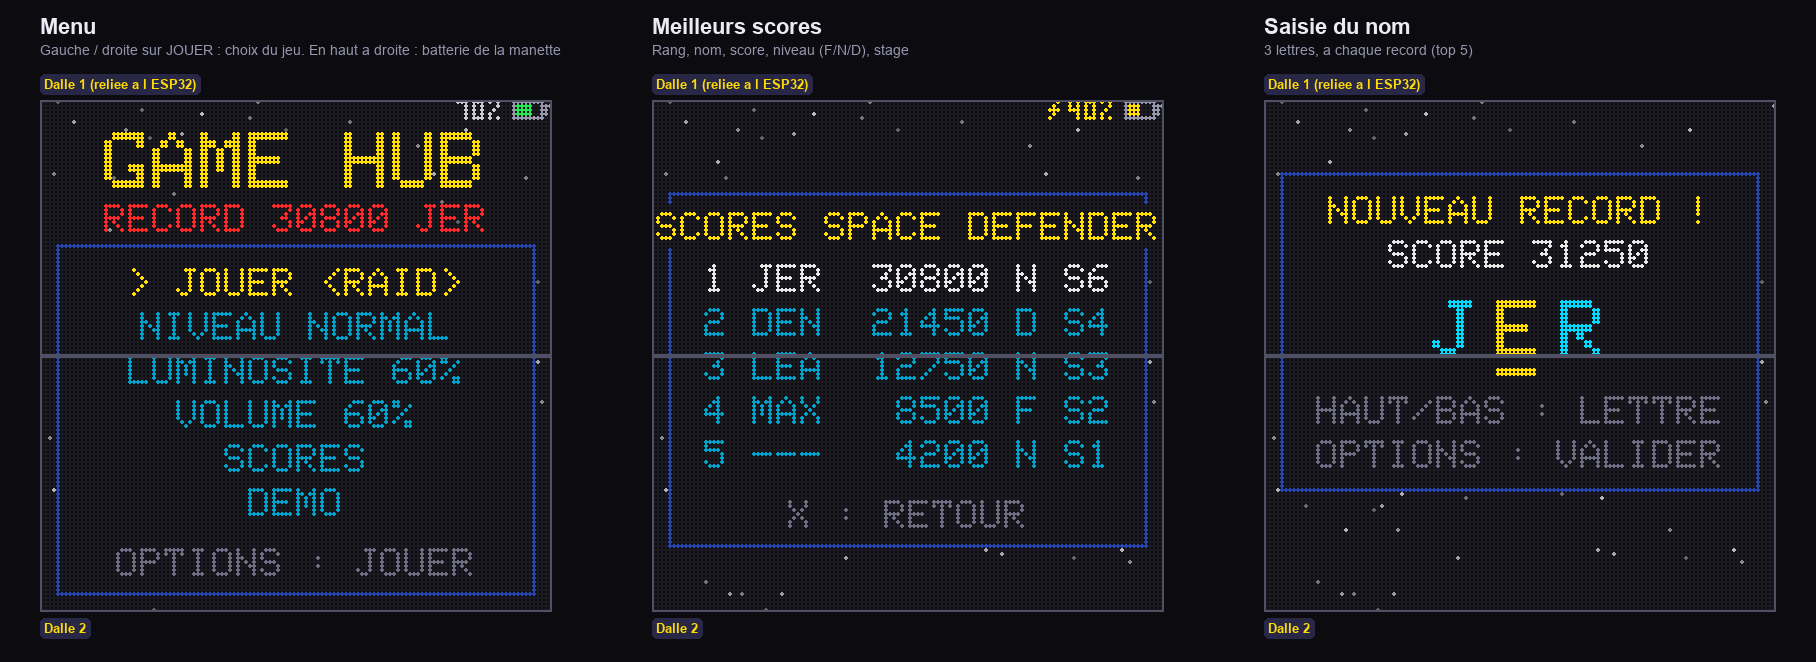 Menu
Gauche / droite sur JOUER : choix du jeu. En haut a droite : batterie de la manette
Dalle 1 (reliee a l ESP32)
GAME HUB
RECORD 30800 JER
> JOUER <RAID>
NIVEAU NORMAL
LUMINOSITE 60%
VOLUME 60%
SCORES
DEMO
OPTIONS : JOUER
Dalle 2
Meilleurs scores
Rang, nom, score, niveau (F/N/D), stage
Dalle 1 (reliee a l ESP32)
SCORES SPACE DEFENDER
1 JER 30800 N S6
2 DEN 21450 D S4
3 LEA 12750 N S3
4 MAX 8500 F S2
5 --- 4200 N S1
X : RETOUR
Dalle 2
Saisie du nom
3 lettres, a chaque record (top 5)
Dalle 1 (reliee a l ESP32)
NOUVEAU RECORD !
SCORE 31250
JER
HAUT/BAS : LETTRE
OPTIONS : VALIDER
Dalle 2